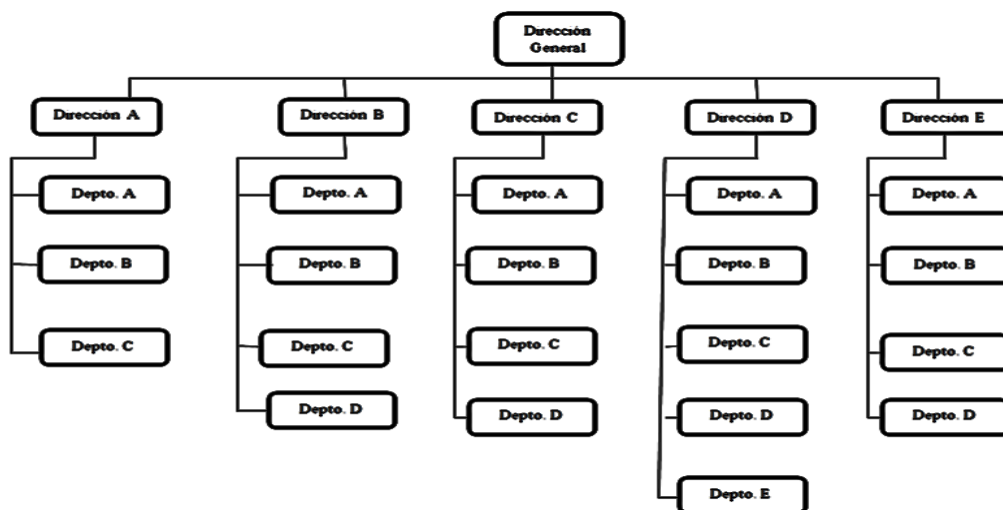 Dirección
General
Dirección A
Dirección B
Dirección C
Dirección D
Dirección E
Depto. A
Depto. B
Depto. C
Depto. A
Depto. B
Depto. C
Depto. D
Depto. A
Depto. B
Depto. C
Depto. D
Depto. A
Depto. B
Depto. C
Depto. D
Depto. E
Depto. A
Depto. B
Depto. C
Depto. D